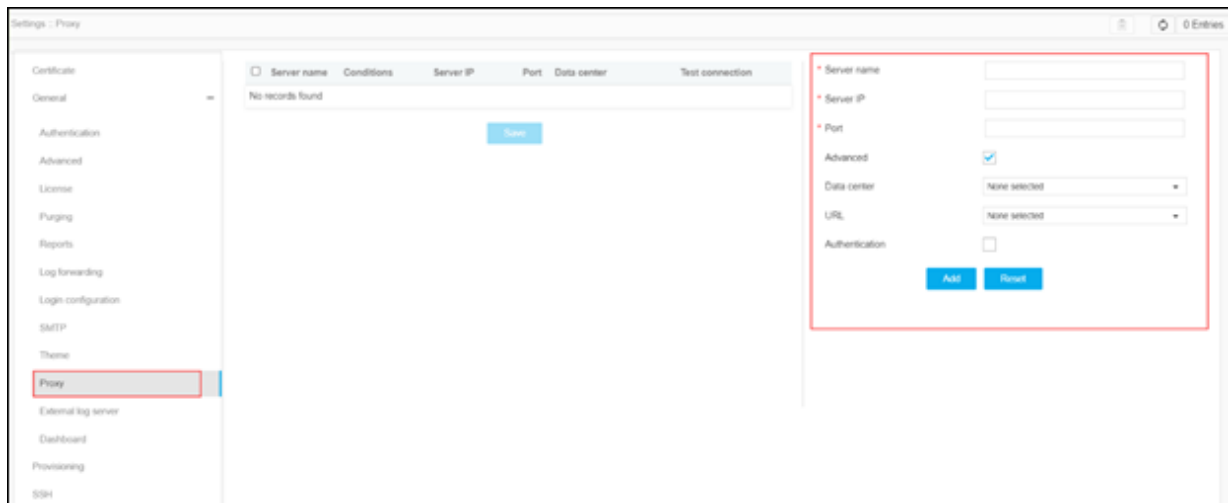 Settings :: Proxy
0 Entries
Certificate
General
Authentication
Advanced
License
Purging
Reports
Log forwarding
Login configuration
SMTP
Theme
Proxy
External log server
Dashboard
Provisioning
SSH
Server name Conditions Server IP Port Data center Test connection
No records found
Save
* Server name
* Server IP
* Port
Advanced
Data center None selected
URL None selected
Authentication
Add Reset